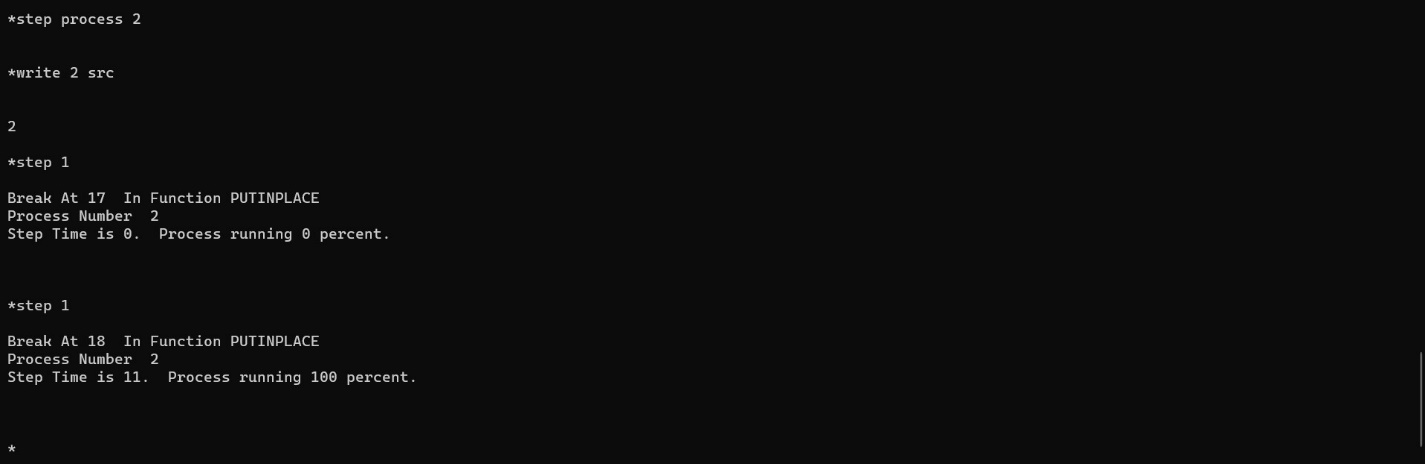 *step process 2
*write 2 src
2
*step 1
Break At 17  In Function PUTINPLACE
Process Number  2
Step Time is 0.  Process running 0 percent.
*step 1
Break At 18  In Function PUTINPLACE
Process Number  2
Step Time is 11.  Process running 100 percent.
*